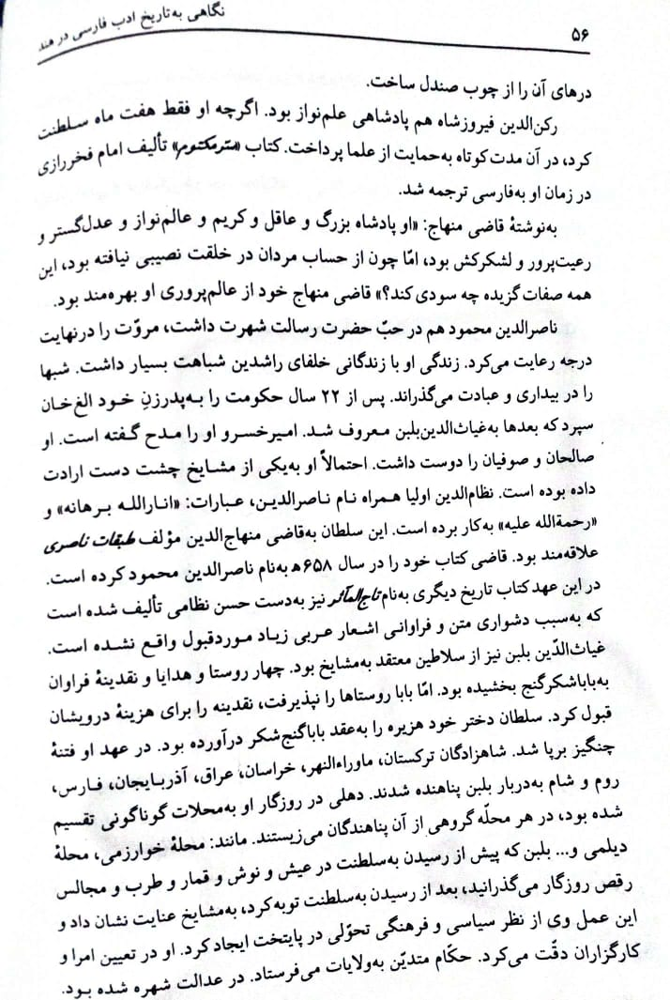 نگاهی به تاریخ ادب فارسی در هند
۵۶
درهای آن را از چوب صندل ساخت.
رکن‌الدین فیروزشاه هم پادشاهی علم‌نواز بود. اگرچه او فقط هفت ماه سلطنت
کرد، در آن مدت کوتاه به‌حمایت از علما پرداخت. کتاب «سرمکتوم» تألیف امام فخررازی
در زمان او به‌فارسی ترجمه شد.
به‌نوشتهٔ قاضی منهاج: «او پادشاه بزرگ و عاقل و کریم و عالم‌نواز و عدل‌گستر و
رعیت‌پرور و لشکرکش بود، امّا چون از حساب مردان در خلقت نصیبی نیافته بود، این
همه صفات گزیده چه سودی کند؟» قاضی منهاج خود از عالم‌پروری او بهره‌مند بود.
ناصرالدین محمود هم در حبّ حضرت رسالت شهرت داشت، مروّت را درنهایت
درجه رعایت می‌کرد. زندگی او با زندگانی خلفای راشدین شباهت بسیار داشت. شبها
را در بیداری و عبادت می‌گذراند. پس از ۲۲ سال حکومت را به‌پدرزنِ خود الغ‌خان
سپرد که بعدها به‌غیاث‌الدین‌بلبن معروف شد. امیرخسرو او را مدح گفته است. او
صالحان و صوفیان را دوست داشت. احتمالاً او به‌یکی از مشایخ چشت دست ارادت
داده بوده است. نظام‌الدین اولیا همراه نام ناصرالدین، عبارات: «انارالله برهانه» و
«رحمةالله علیه» به‌کار برده است. این سلطان به‌قاضی منهاج‌الدین مؤلف طبقات ناصری
علاقه‌مند بود. قاضی کتاب خود را در سال ۶۵۸ه‍ به‌نام ناصرالدین محمود کرده است.
در این عهد کتاب تاریخ دیگری به‌نام تاج‌المآثر نیز به‌دست حسن نظامی تألیف شده است
که به‌سبب دشواری متن و فراوانی اشعار عربی زیاد موردقبول واقع نشده است.
غیاث‌الدّین بلبن نیز از سلاطین معتقد به‌مشایخ بود. چهار روستا و هدایا و نقدینهٔ فراوان
به‌باباشکرگنج بخشیده بود. امّا بابا روستاها را نپذیرفت، نقدینه را برای هزینهٔ درویشان
قبول کرد. سلطان دختر خود هزیره را به‌عقد باباگنج‌شکر درآورده بود. در عهد او فتنهٔ
چنگیز برپا شد. شاهزادگان ترکستان، ماوراءالنهر، خراسان، عراق، آذربایجان، فارس،
روم و شام به‌دربار بلبن پناهنده شدند. دهلی در روزگار او به‌محلات گوناگونی تقسیم
شده بود، در هر محلّه گروهی از آن پناهندگان می‌زیستند. مانند: محلهٔ خوارزمی، محلهٔ
دیلمی و... بلبن که پیش از رسیدن به‌سلطنت در عیش و نوش و قمار و طرب و مجالس
رقص روزگار می‌گذرانید، بعد از رسیدن به‌سلطنت توبه‌کرد، به‌مشایخ عنایت نشان داد و
این عمل وی از نظر سیاسی و فرهنگی تحوّلی در پایتخت ایجاد کرد. او در تعیین امرا و
کارگزاران دقّت می‌کرد. حکّام متدیّن به‌ولایات می‌فرستاد. در عدالت شهره شده بود.